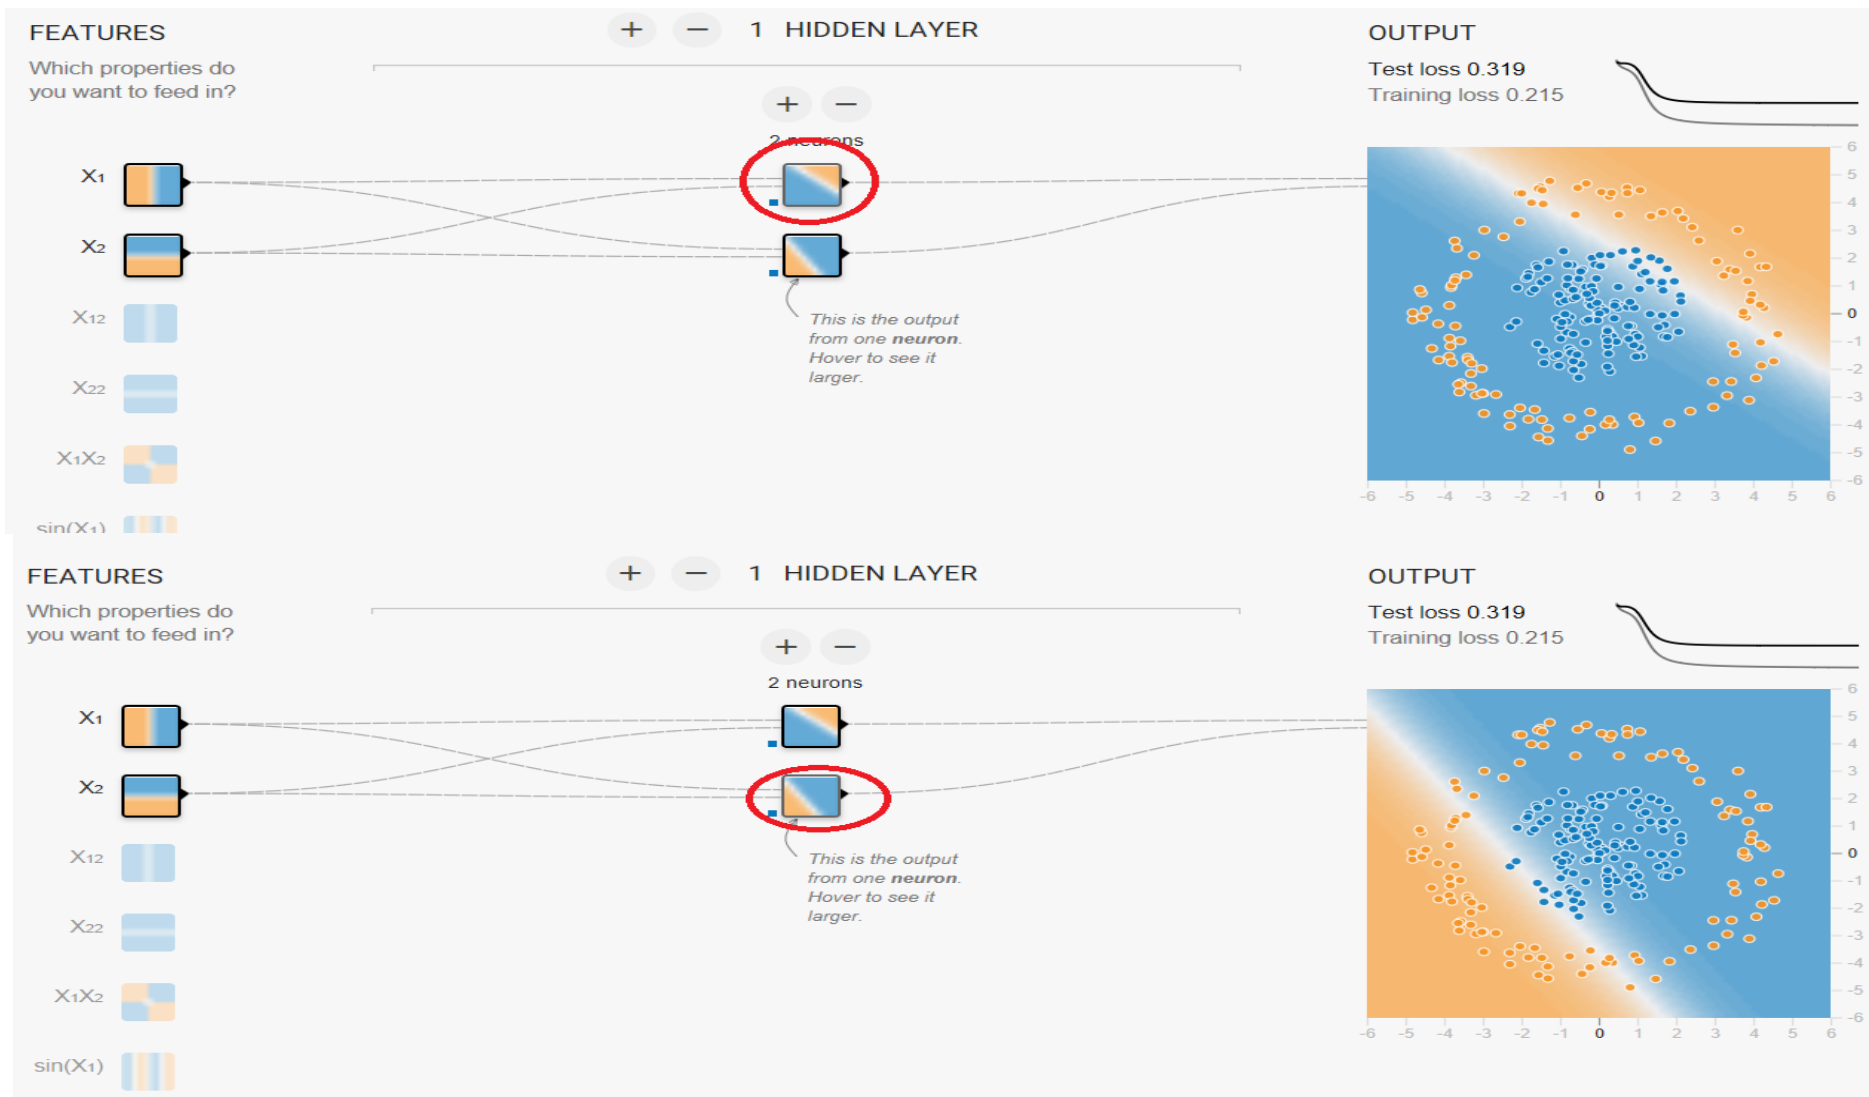 FEATURES
Which properties do
you want to feed in?
+ − 1 HIDDEN LAYER
+ −
2 neurons
OUTPUT
Test loss 0.319
Training loss 0.215
X1
X2
X12
X22
X1X2
sin(X1)
This is the output
from one neuron.
Hover to see it
larger.
6
5
4
3
2
1
0
-1
-2
-3
-4
-5
-6
-6 -5 -4 -3 -2 -1 0 1 2 3 4 5 6
FEATURES
Which properties do
you want to feed in?
+ − 1 HIDDEN LAYER
+ −
2 neurons
OUTPUT
Test loss 0.319
Training loss 0.215
X1
X2
X12
X22
X1X2
sin(X1)
This is the output
from one neuron.
Hover to see it
larger.
6
5
4
3
2
1
0
-1
-2
-3
-4
-5
-6
-6 -5 -4 -3 -2 -1 0 1 2 3 4 5 6